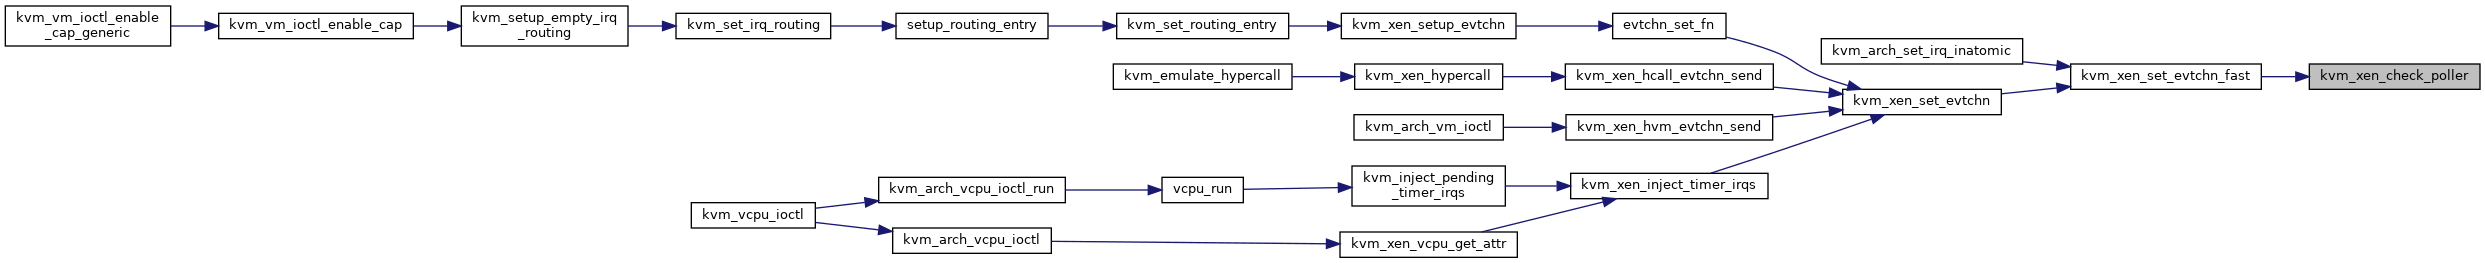 kvm_vm_ioctl_enable
_cap_generic
kvm_vm_ioctl_enable_cap
kvm_setup_empty_irq
_routing
kvm_set_irq_routing
setup_routing_entry
kvm_set_routing_entry
kvm_xen_setup_evtchn
evtchn_set_fn
kvm_arch_set_irq_inatomic
kvm_emulate_hypercall
kvm_xen_hypercall
kvm_xen_hcall_evtchn_send
kvm_xen_set_evtchn_fast
kvm_xen_check_poller
kvm_xen_set_evtchn
kvm_arch_vm_ioctl
kvm_xen_hvm_evtchn_send
kvm_vcpu_ioctl
kvm_arch_vcpu_ioctl_run
vcpu_run
kvm_inject_pending
_timer_irqs
kvm_xen_inject_timer_irqs
kvm_arch_vcpu_ioctl
kvm_xen_vcpu_get_attr